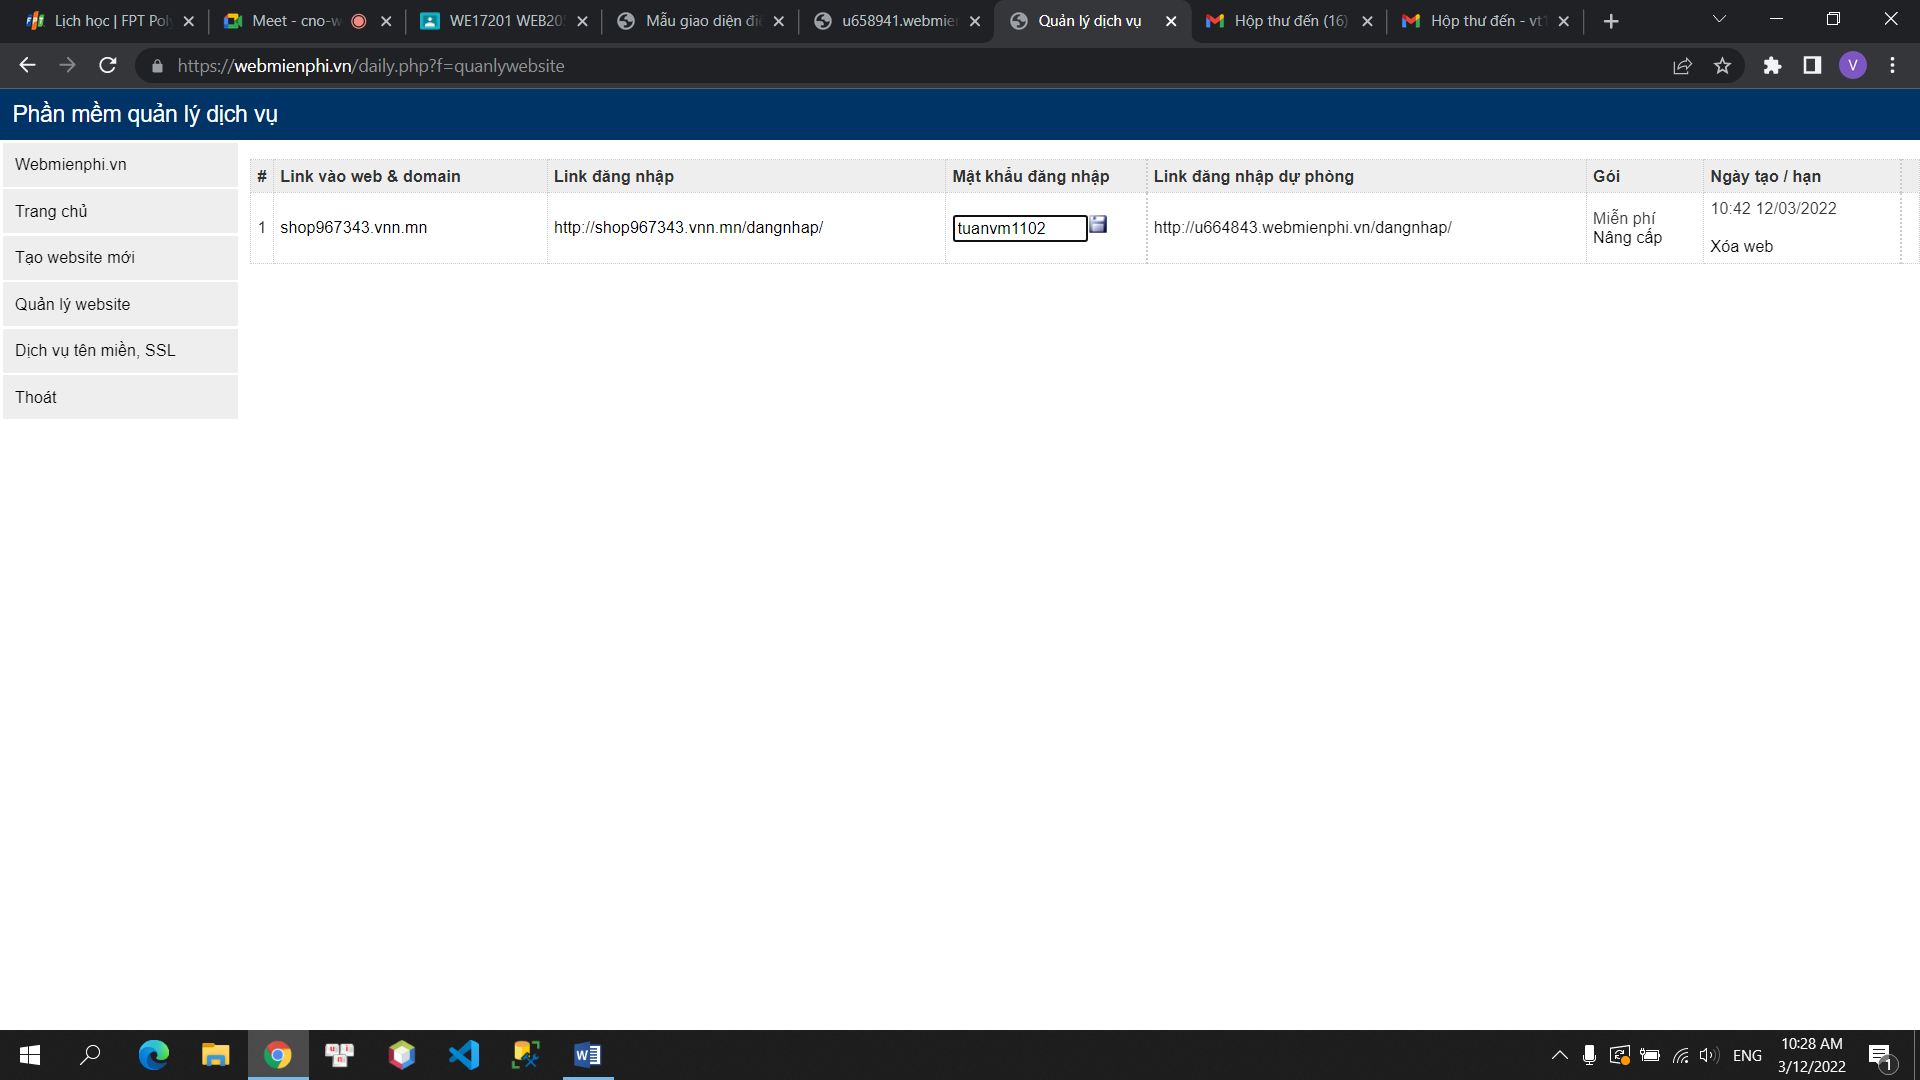 Lịch học | FPT Pol
Meet - cno-w
WE17201 WEB20
Mẫu giao diện đi
u658941.webmie
Quản lý dịch vụ
Hộp thư đến (16)
Hộp thư đến - vt1
https://webmienphi.vn/daily.php?f=quanlywebsite
V
Phần mềm quản lý dịch vụ
Webmienphi.vn
Trang chủ
Tạo website mới
Quản lý website
Dịch vụ tên miền, SSL
Thoát
# Link vào web & domain Link đăng nhập Mật khẩu đăng nhập Link đăng nhập dự phòng Gói Ngày tạo / hạn
1 shop967343.vnn.mn http://shop967343.vnn.mn/dangnhap/ tuanvm1102 http://u664843.webmienphi.vn/dangnhap/
Miễn phí
Nâng cấp
10:42 12/03/2022
Xóa web
ENG
10:28 AM
3/12/2022
1